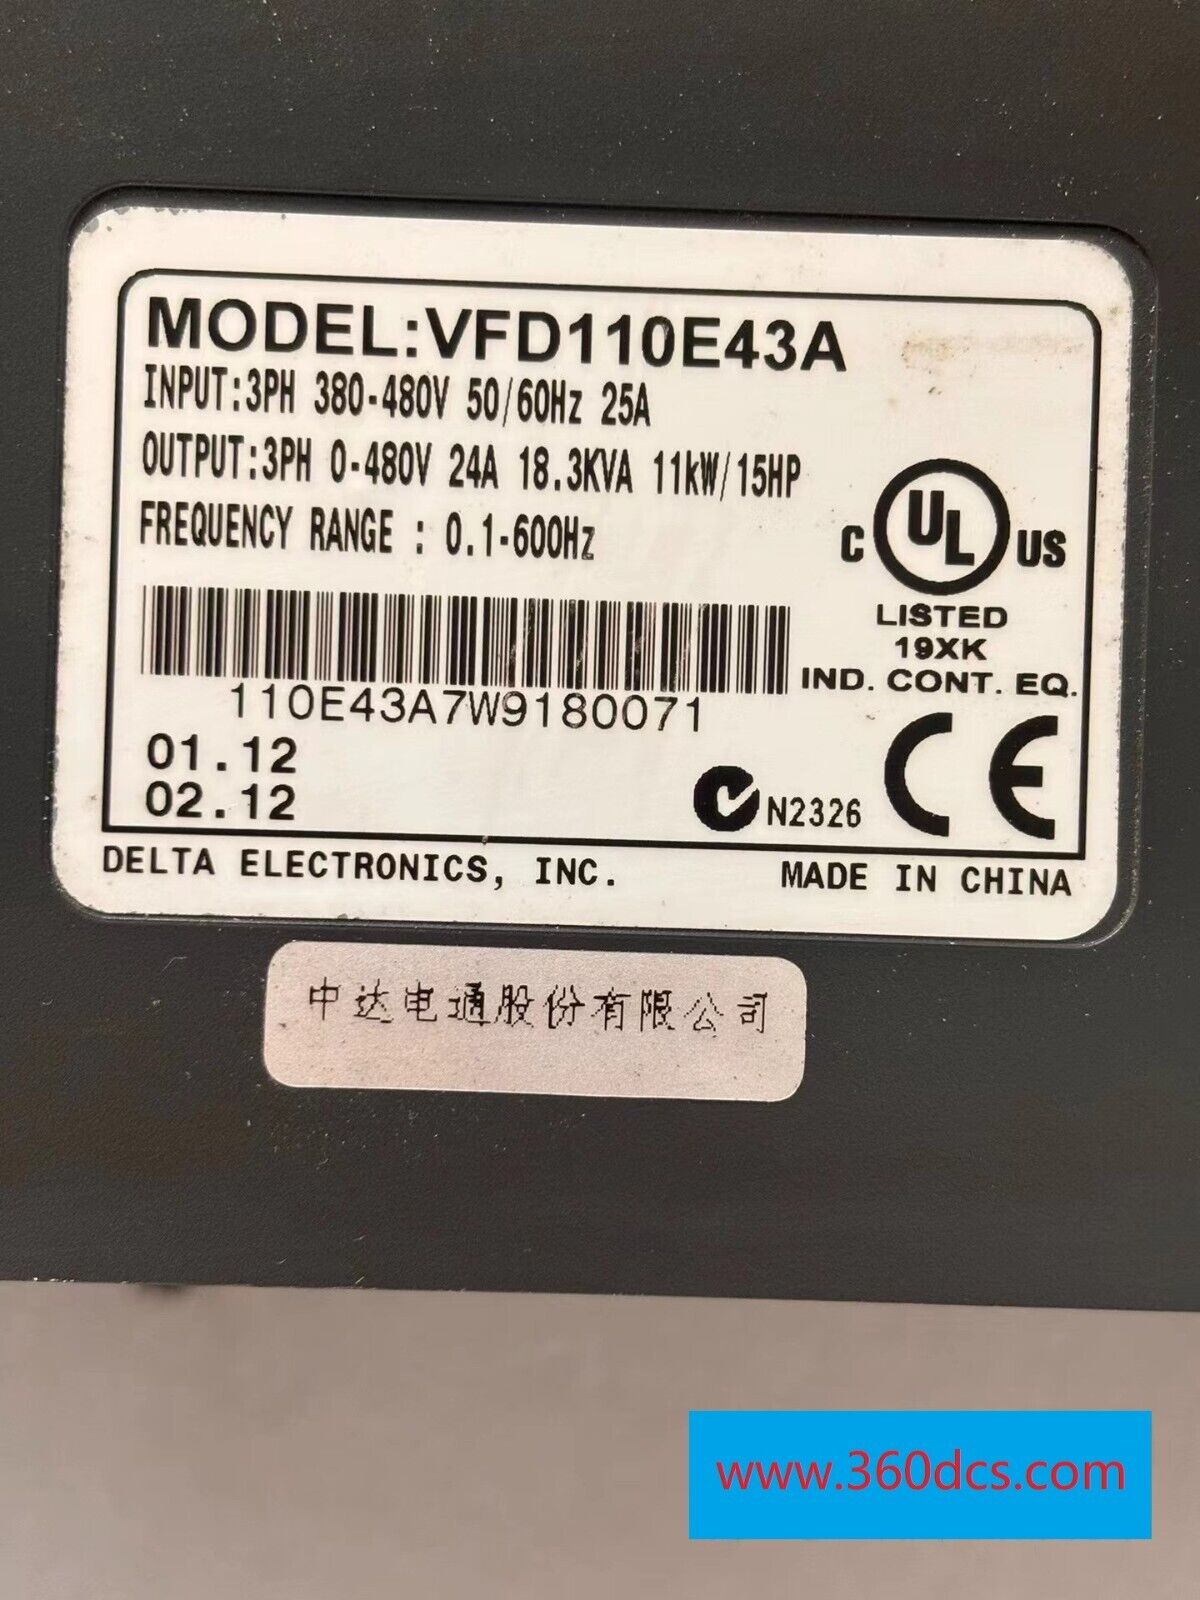 MODEL:VFD110E43A
INPUT:3PH 380-480V 50/60Hz 25A
OUTPUT:3PH 0-480V 24A 18.3KVA 11kW/15HP
FREQUENCY RANGE : 0.1-600Hz
C UL US
LISTED
19XK
IND. CONT. EQ.
110E43A7W9180071
01.12
02.12
N2326
CE
DELTA ELECTRONICS, INC.
MADE IN CHINA
中达电通股份有限公司
www.360dcs.com